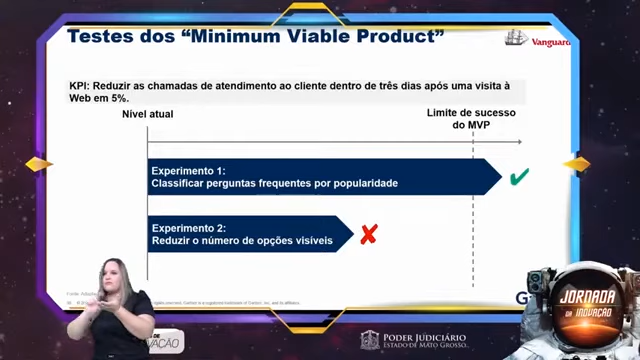 Testes dos “Minimum Viable Product”
Vanguard
KPI: Reduzir as chamadas de atendimento ao cliente dentro de três dias após uma visita à
Web em 5%.
Nível atual
Limite de sucesso
do MVP
Experimento 1:
Classificar perguntas frequentes por popularidade
Experimento 2:
Reduzir o número de opções visíveis
JORNADA
DA INOVAÇÃO
PODER JUDICIÁRIO
ESTADO DE MATO GROSSO